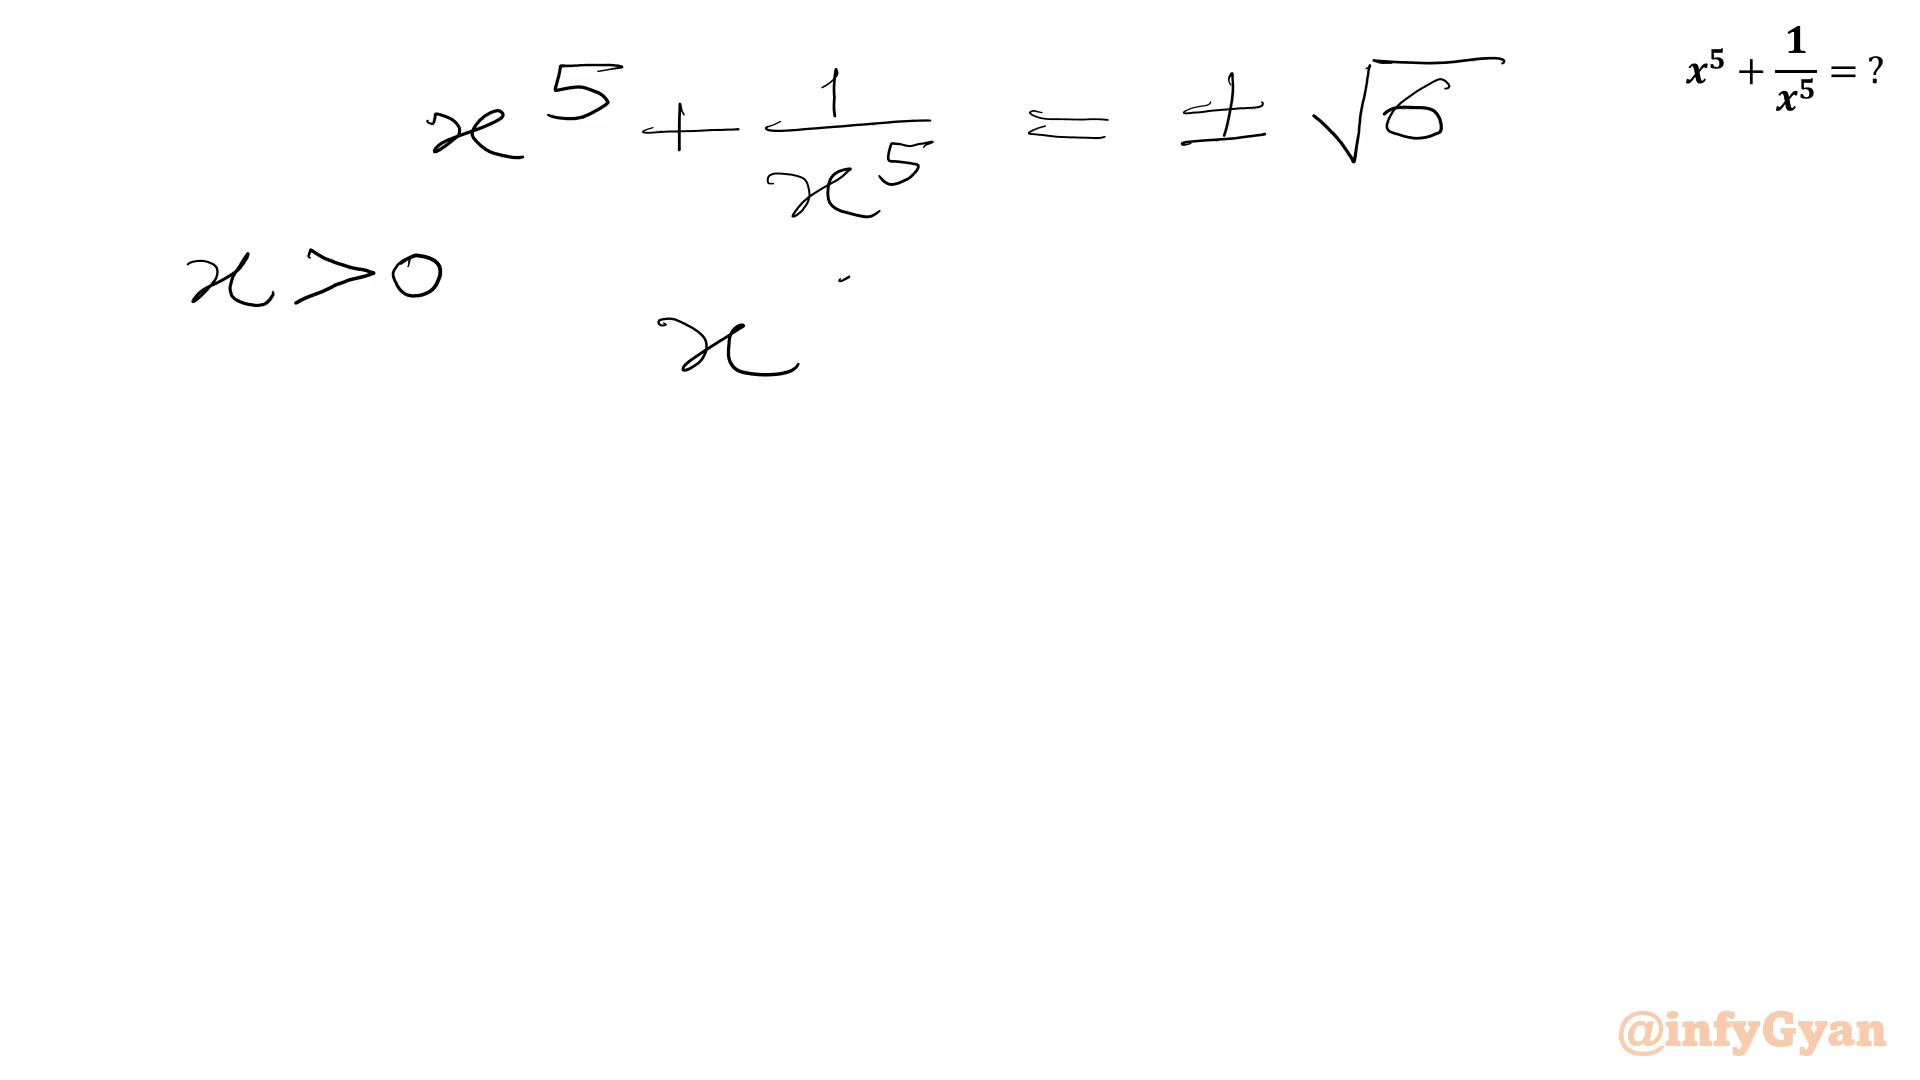 x⁵ + 1/x⁵ = ± √6
x⁵ + 1/x⁵ = ?
x > 0
x
@infyGyan